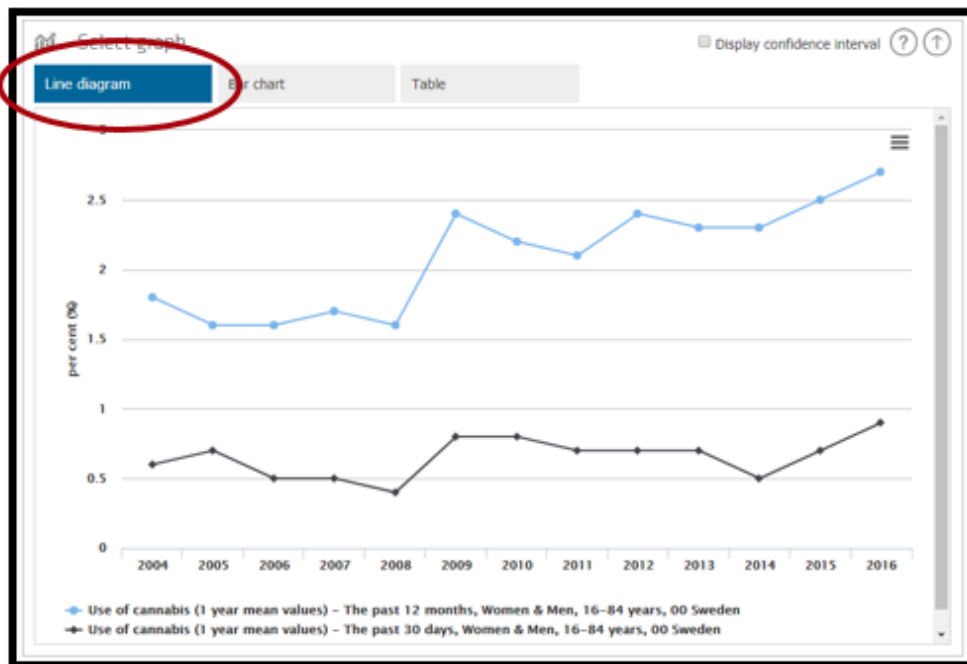 Select graph
Display confidence interval ? ↑
Line diagram
Bar chart
Table
3
2.5
2
1.5
1
0.5
0
per cent (%)
2004 2005 2006 2007 2008 2009 2010 2011 2012 2013 2014 2015 2016
Use of cannabis (1 year mean values) – The past 12 months, Women & Men, 16–84 years, 00 Sweden
Use of cannabis (1 year mean values) – The past 30 days, Women & Men, 16–84 years, 00 Sweden